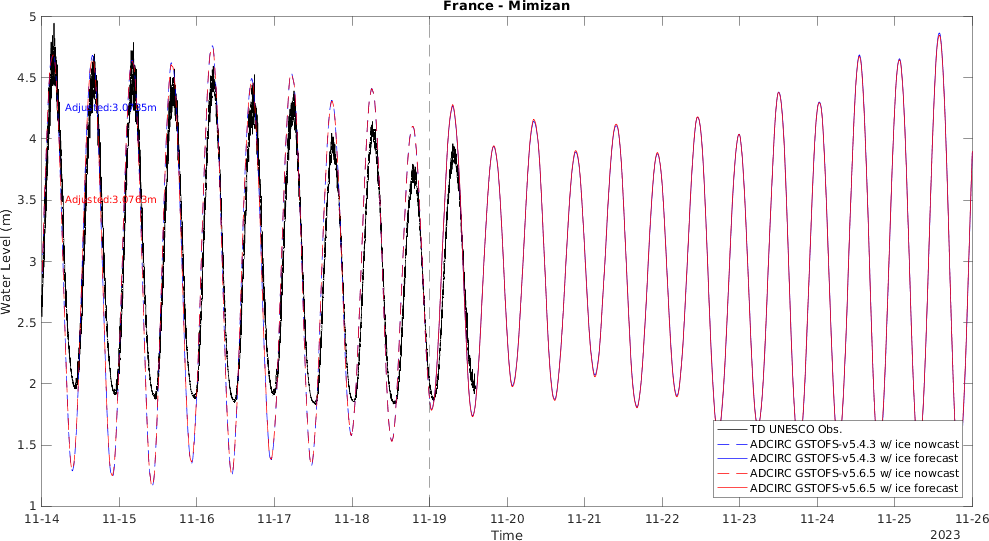 France - Mimizan
5
4.5
4
3.5
3
2.5
2
1.5
1
Water Level (m)
Adjusted:3.0785m
Adjusted:3.0763m
TD UNESCO Obs.
ADCIRC GSTOFS-v5.4.3 w/ ice nowcast
ADCIRC GSTOFS-v5.4.3 w/ ice forecast
ADCIRC GSTOFS-v5.6.5 w/ ice nowcast
ADCIRC GSTOFS-v5.6.5 w/ ice forecast
11-14 11-15 11-16 11-17 11-18 11-19 11-20 11-21 11-22 11-23 11-24 11-25 11-26
Time
2023